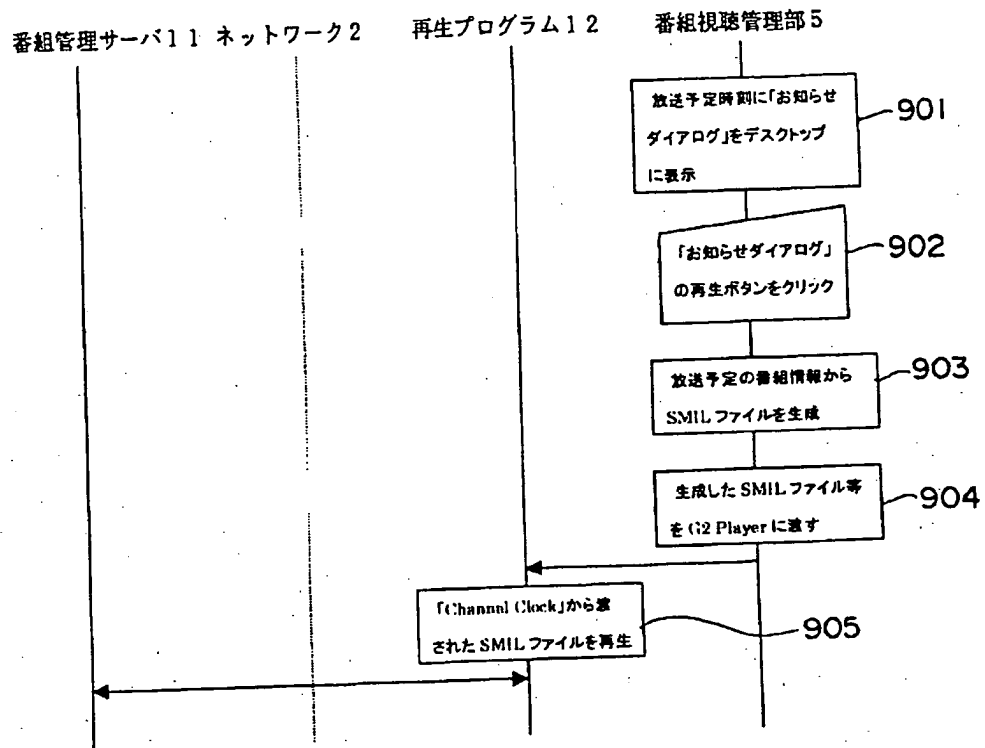 番組管理サーバ11 ネットワーク2 再生プログラム12 番組視聴管理部5
放送予定時刻に「お知らせ
ダイアログ」をデスクトップ
に表示
901
「お知らせダイアログ」
の再生ボタンをクリック
902
放送予定の番組情報から
SMILファイルを生成
903
生成したSMILファイル等
をG2 Playerに渡す
904
「Channal Clock」から渡
されたSMILファイルを再生
905